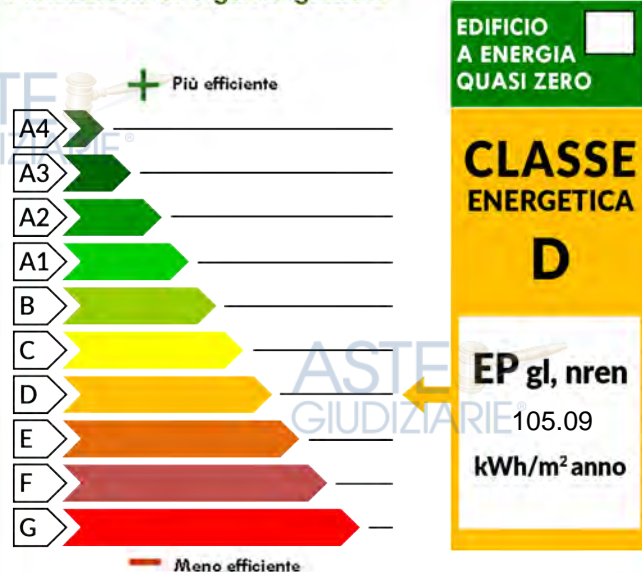 + Più efficiente
A4
A3
A2
A1
B
C
D
E
F
G
— Meno efficiente
EDIFICIO
A ENERGIA
QUASI ZERO
CLASSE
ENERGETICA
D
EP gl, nren
105.09
kWh/m² anno
ASTE
GIUDIZIARIE®